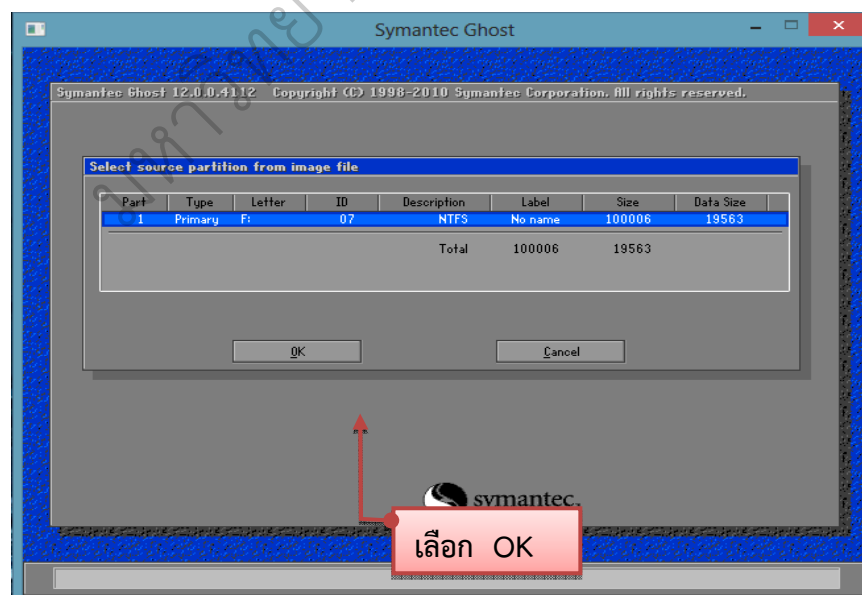 Symantec Ghost
Symantec Ghost 12.0.0.4112 Copyright (C) 1998-2010 Symantec Corporation. All rights reserved.
Select source partition from image file
Part Type Letter ID Description Label Size Data Size
1 Primary F: 07 NTFS No name 100006 19563
Total 100006 19563
OK Cancel
symantec.
เลือก OK